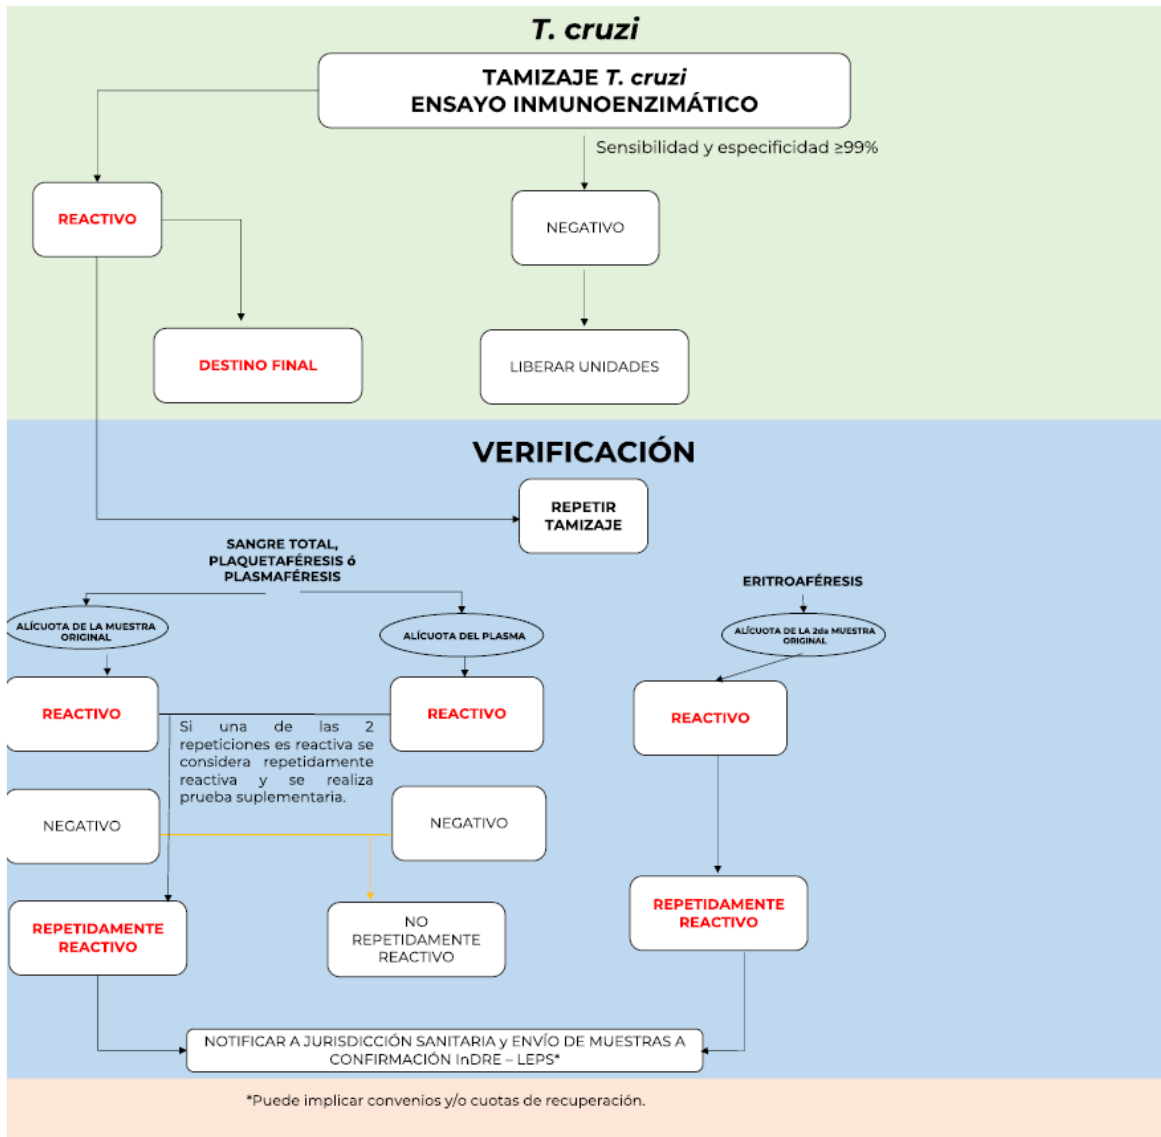 T. cruzi
TAMIZAJE T. cruzi
ENSAYO INMUNOENZIMÁTICO
Sensibilidad y especificidad ≥99%
REACTIVO
NEGATIVO
DESTINO FINAL
LIBERAR UNIDADES
VERIFICACIÓN
REPETIR
TAMIZAJE
SANGRE TOTAL,
PLAQUETAFÉRESIS ó
PLASMAFÉRESIS
ERITROAFÉRESIS
ALÍCUOTA DE LA MUESTRA
ORIGINAL
ALÍCUOTA DEL PLASMA
ALÍCUOTA DE LA 2da MUESTRA
ORIGINAL
REACTIVO
REACTIVO
REACTIVO
Si una de las 2
repeticiones es reactiva se
considera repetidamente
reactiva y se realiza
prueba suplementaria.
NEGATIVO
NEGATIVO
REPETIDAMENTE
REACTIVO
NO
REPETIDAMENTE
REACTIVO
REPETIDAMENTE
REACTIVO
NOTIFICAR A JURISDICCIÓN SANITARIA y ENVÍO DE MUESTRAS A
CONFIRMACIÓN InDRE – LEPS*
*Puede implicar convenios y/o cuotas de recuperación.